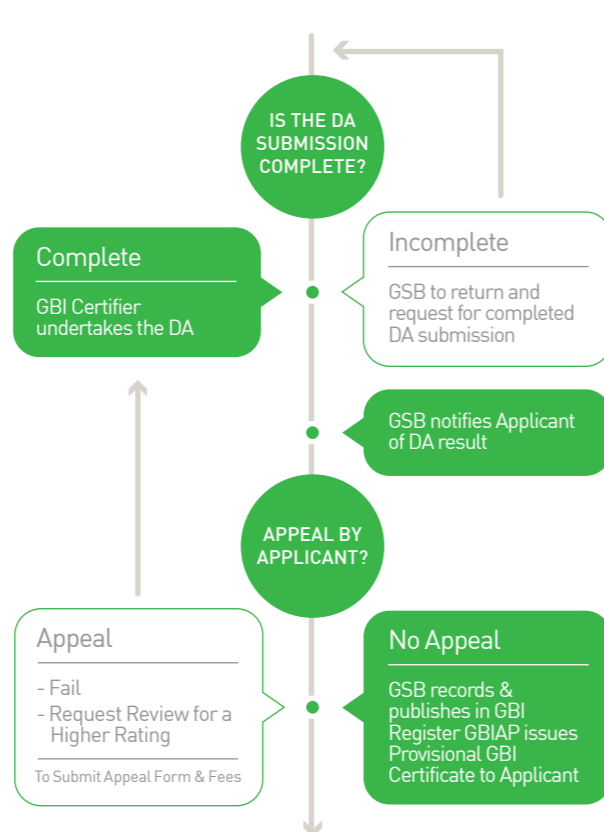 IS THE DA
SUBMISSION
COMPLETE?
Complete
GBI Certifier
undertakes the DA
Incomplete
GSB to return and
request for completed
DA submission
GSB notifies Applicant
of DA result
APPEAL BY
APPLICANT?
Appeal
- Fail
- Request Review for a
Higher Rating
To Submit Appeal Form & Fees
No Appeal
GSB records &
publishes in GBI
Register GBIAP issues
Provisional GBI
Certificate to Applicant